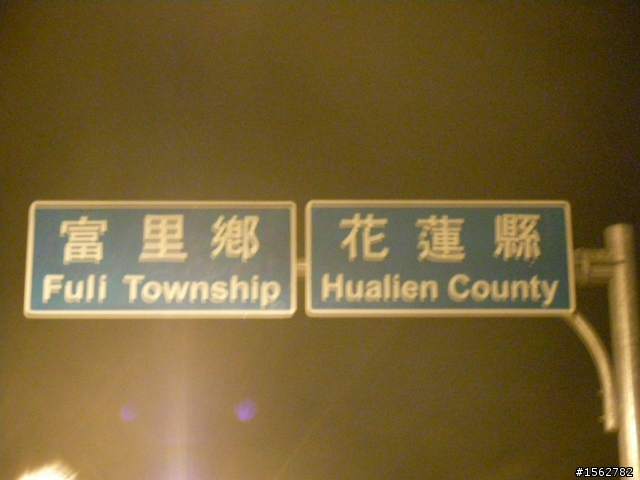 富里鄉
Fuli Township
花蓮縣
Hualien County
#1562782